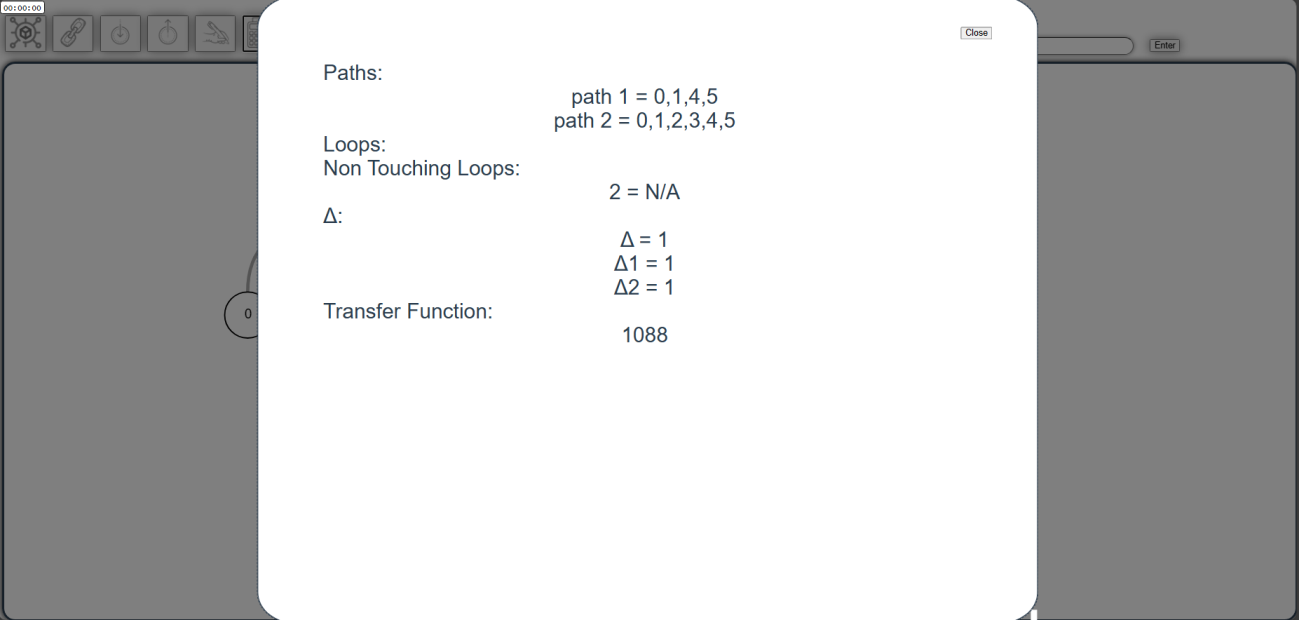 00:00:00
Close
Enter
Paths:
path 1 = 0,1,4,5
path 2 = 0,1,2,3,4,5
Loops:
Non Touching Loops:
2 = N/A
Δ:
Δ = 1
Δ1 = 1
Δ2 = 1
Transfer Function:
1088
0